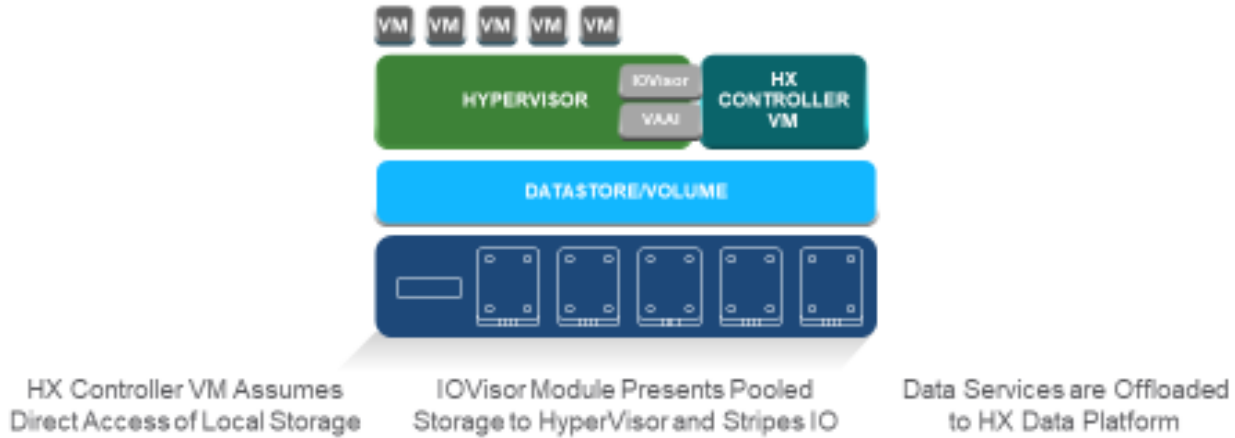 VM VM VM VM VM
HYPERVISOR
IOVisor
VAAI
HX
CONTROLLER
VM
DATASTORE/VOLUME
HX Controller VM Assumes
Direct Access of Local Storage
IOVisor Module Presents Pooled
Storage to HyperVisor and Stripes IO
Data Services are Offloaded
to HX Data Platform